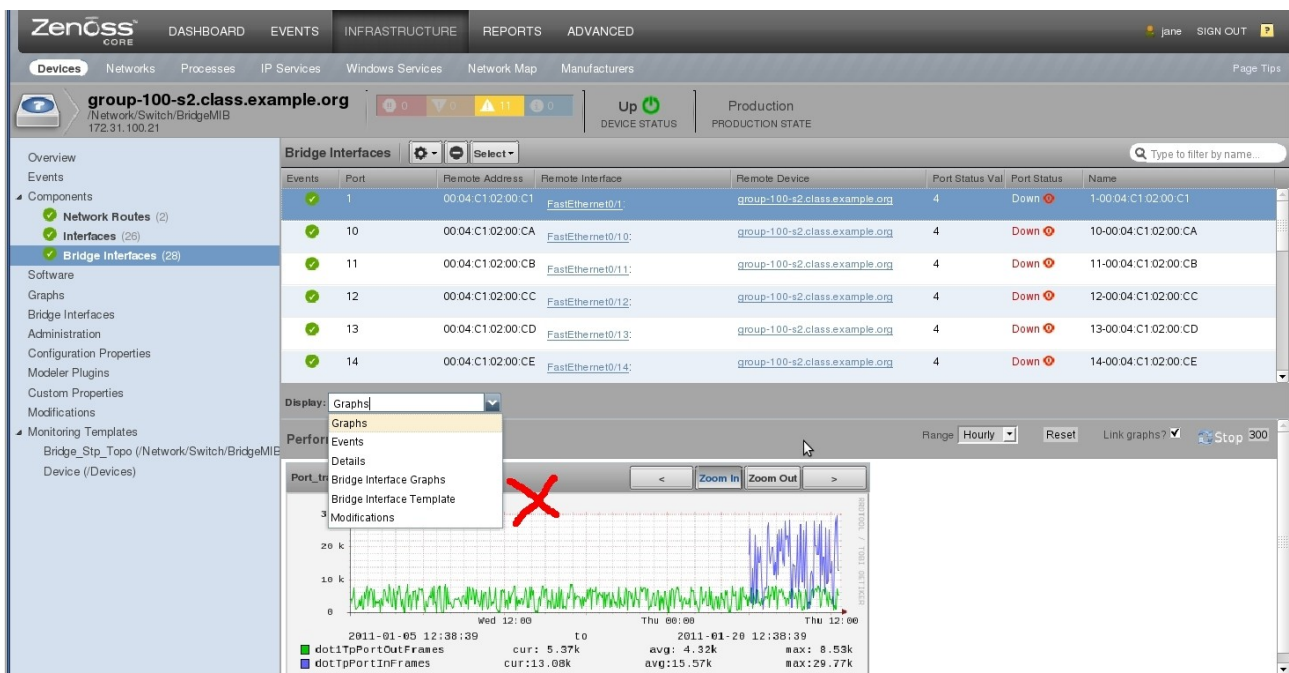 Zenoss CORE DASHBOARD EVENTS INFRASTRUCTURE REPORTS ADVANCED jane SIGN OUT ?
Devices Networks Processes IP Services Windows Services Network Map Manufacturers Page Tips
group-100-s2.class.example.org
/Network/Switch/BridgeMIB
172.31.100.21
0 0 11 0
Up
DEVICE STATUS
Production
PRODUCTION STATE
Overview
Events
Components
Network Routes (2)
Interfaces (26)
Bridge Interfaces (28)
Software
Graphs
Bridge Interfaces
Administration
Configuration Properties
Modeler Plugins
Custom Properties
Modifications
Monitoring Templates
Bridge_Stp_Topo (/Network/Switch/BridgeMIB
Device (/Devices)
Bridge Interfaces Select Type to filter by name...
Events Port Remote Address Remote Interface Remote Device Port Status Val Port Status Name
1 00:04:C1:02:00:C1 FastEthernet0/1; group-100-s2.class.example.org 4 Down 1-00:04:C1:02:00:C1
10 00:04:C1:02:00:CA FastEthernet0/10; group-100-s2.class.example.org 4 Down 10-00:04:C1:02:00:CA
11 00:04:C1:02:00:CB FastEthernet0/11; group-100-s2.class.example.org 4 Down 11-00:04:C1:02:00:CB
12 00:04:C1:02:00:CC FastEthernet0/12; group-100-s2.class.example.org 4 Down 12-00:04:C1:02:00:CC
13 00:04:C1:02:00:CD FastEthernet0/13; group-100-s2.class.example.org 4 Down 13-00:04:C1:02:00:CD
14 00:04:C1:02:00:CE FastEthernet0/14; group-100-s2.class.example.org 4 Down 14-00:04:C1:02:00:CE
Display: Graphs
Graphs
Events
Details
Bridge Interface Graphs
Bridge Interface Template
Modifications
Perfor Range Hourly Reset Link graphs? Stop 300
Port_tr < Zoom In Zoom Out >
RRDTOOL / TOBI OETIKER
3
20 k
10 k
0
Wed 12:00 Thu 00:00 Thu 12:00
2011-01-05 12:38:39 to 2011-01-20 12:38:39
dot1TpPortOutFrames cur: 5.37k avg: 4.32k max: 8.53k
dotTpPortInFrames cur:13.08k avg:15.57k max:29.77k